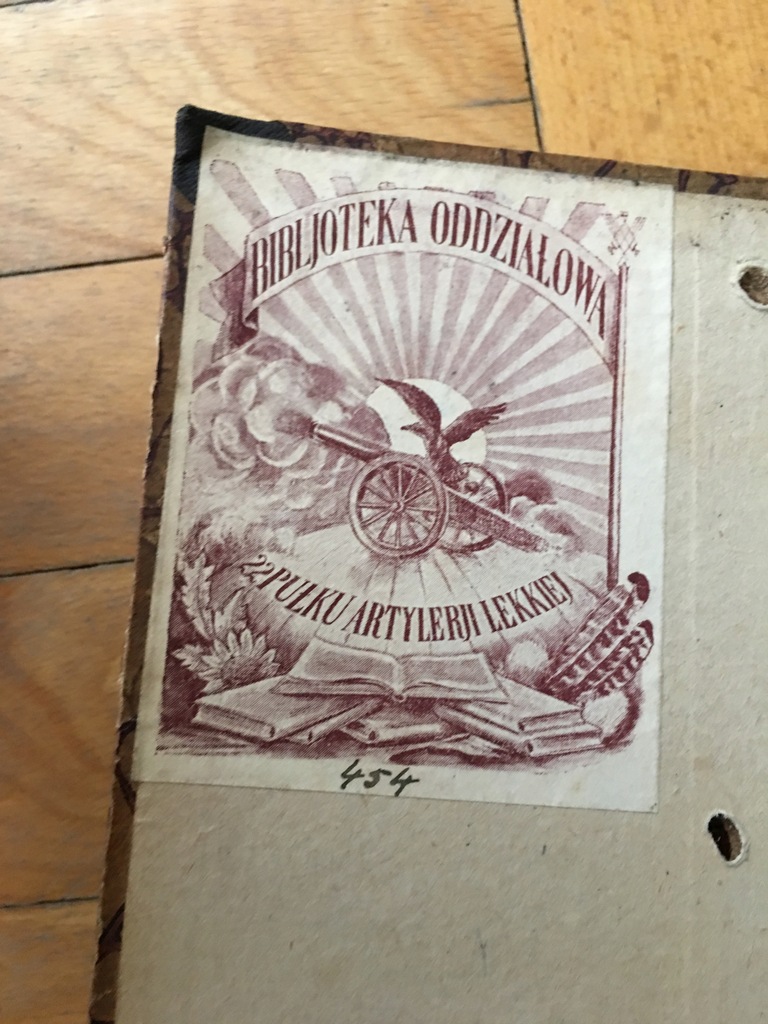 BIBLJOTEKA ODDZIAŁOWA
22 PUŁKU ARTYLERJI LEKKIEJ
454